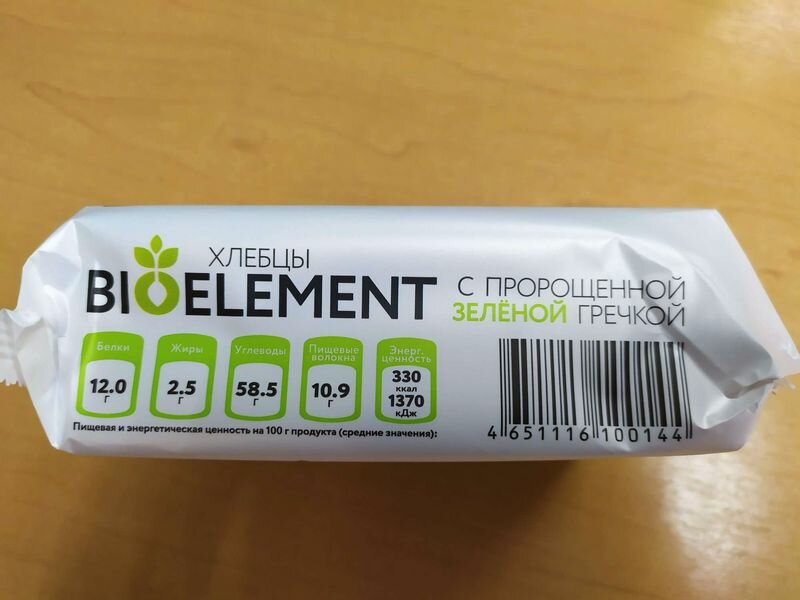 ХЛЕБЦЫ
BIOELEMENT
С ПРОРОЩЕННОЙ
ЗЕЛЁНОЙ ГРЕЧКОЙ
Белки
12.0
г
Жиры
2.5
г
Углеводы
58.5
г
Пищевые
волокна
10.9
г
Энерг.
ценность
330
ккал
1370
кДж
Пищевая и энергетическая ценность на 100 г продукта (средние значения):
4 651116 100144